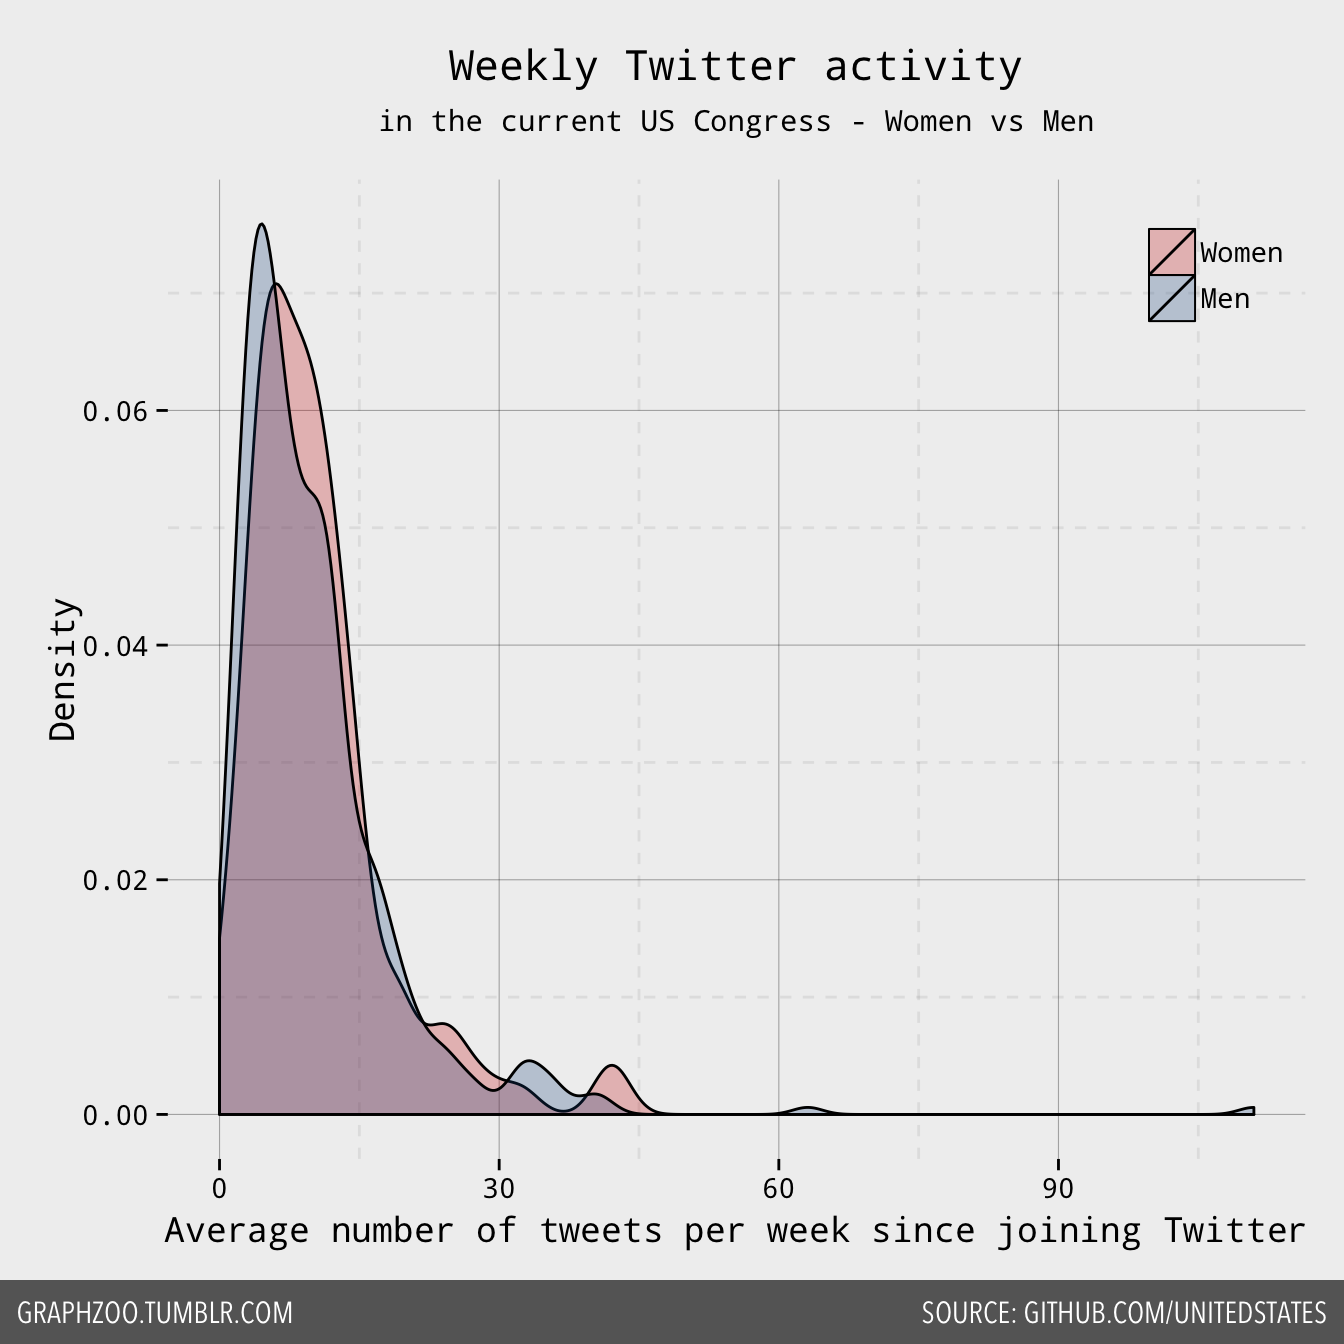 Weekly Twitter activity
in the current US Congress - Women vs Men
Women
Men
0.06
0.04
0.02
0.00
Density
0 30 60 90
Average number of tweets per week since joining Twitter
GRAPHZOO.TUMBLR.COM SOURCE: GITHUB.COM/UNITEDSTATES